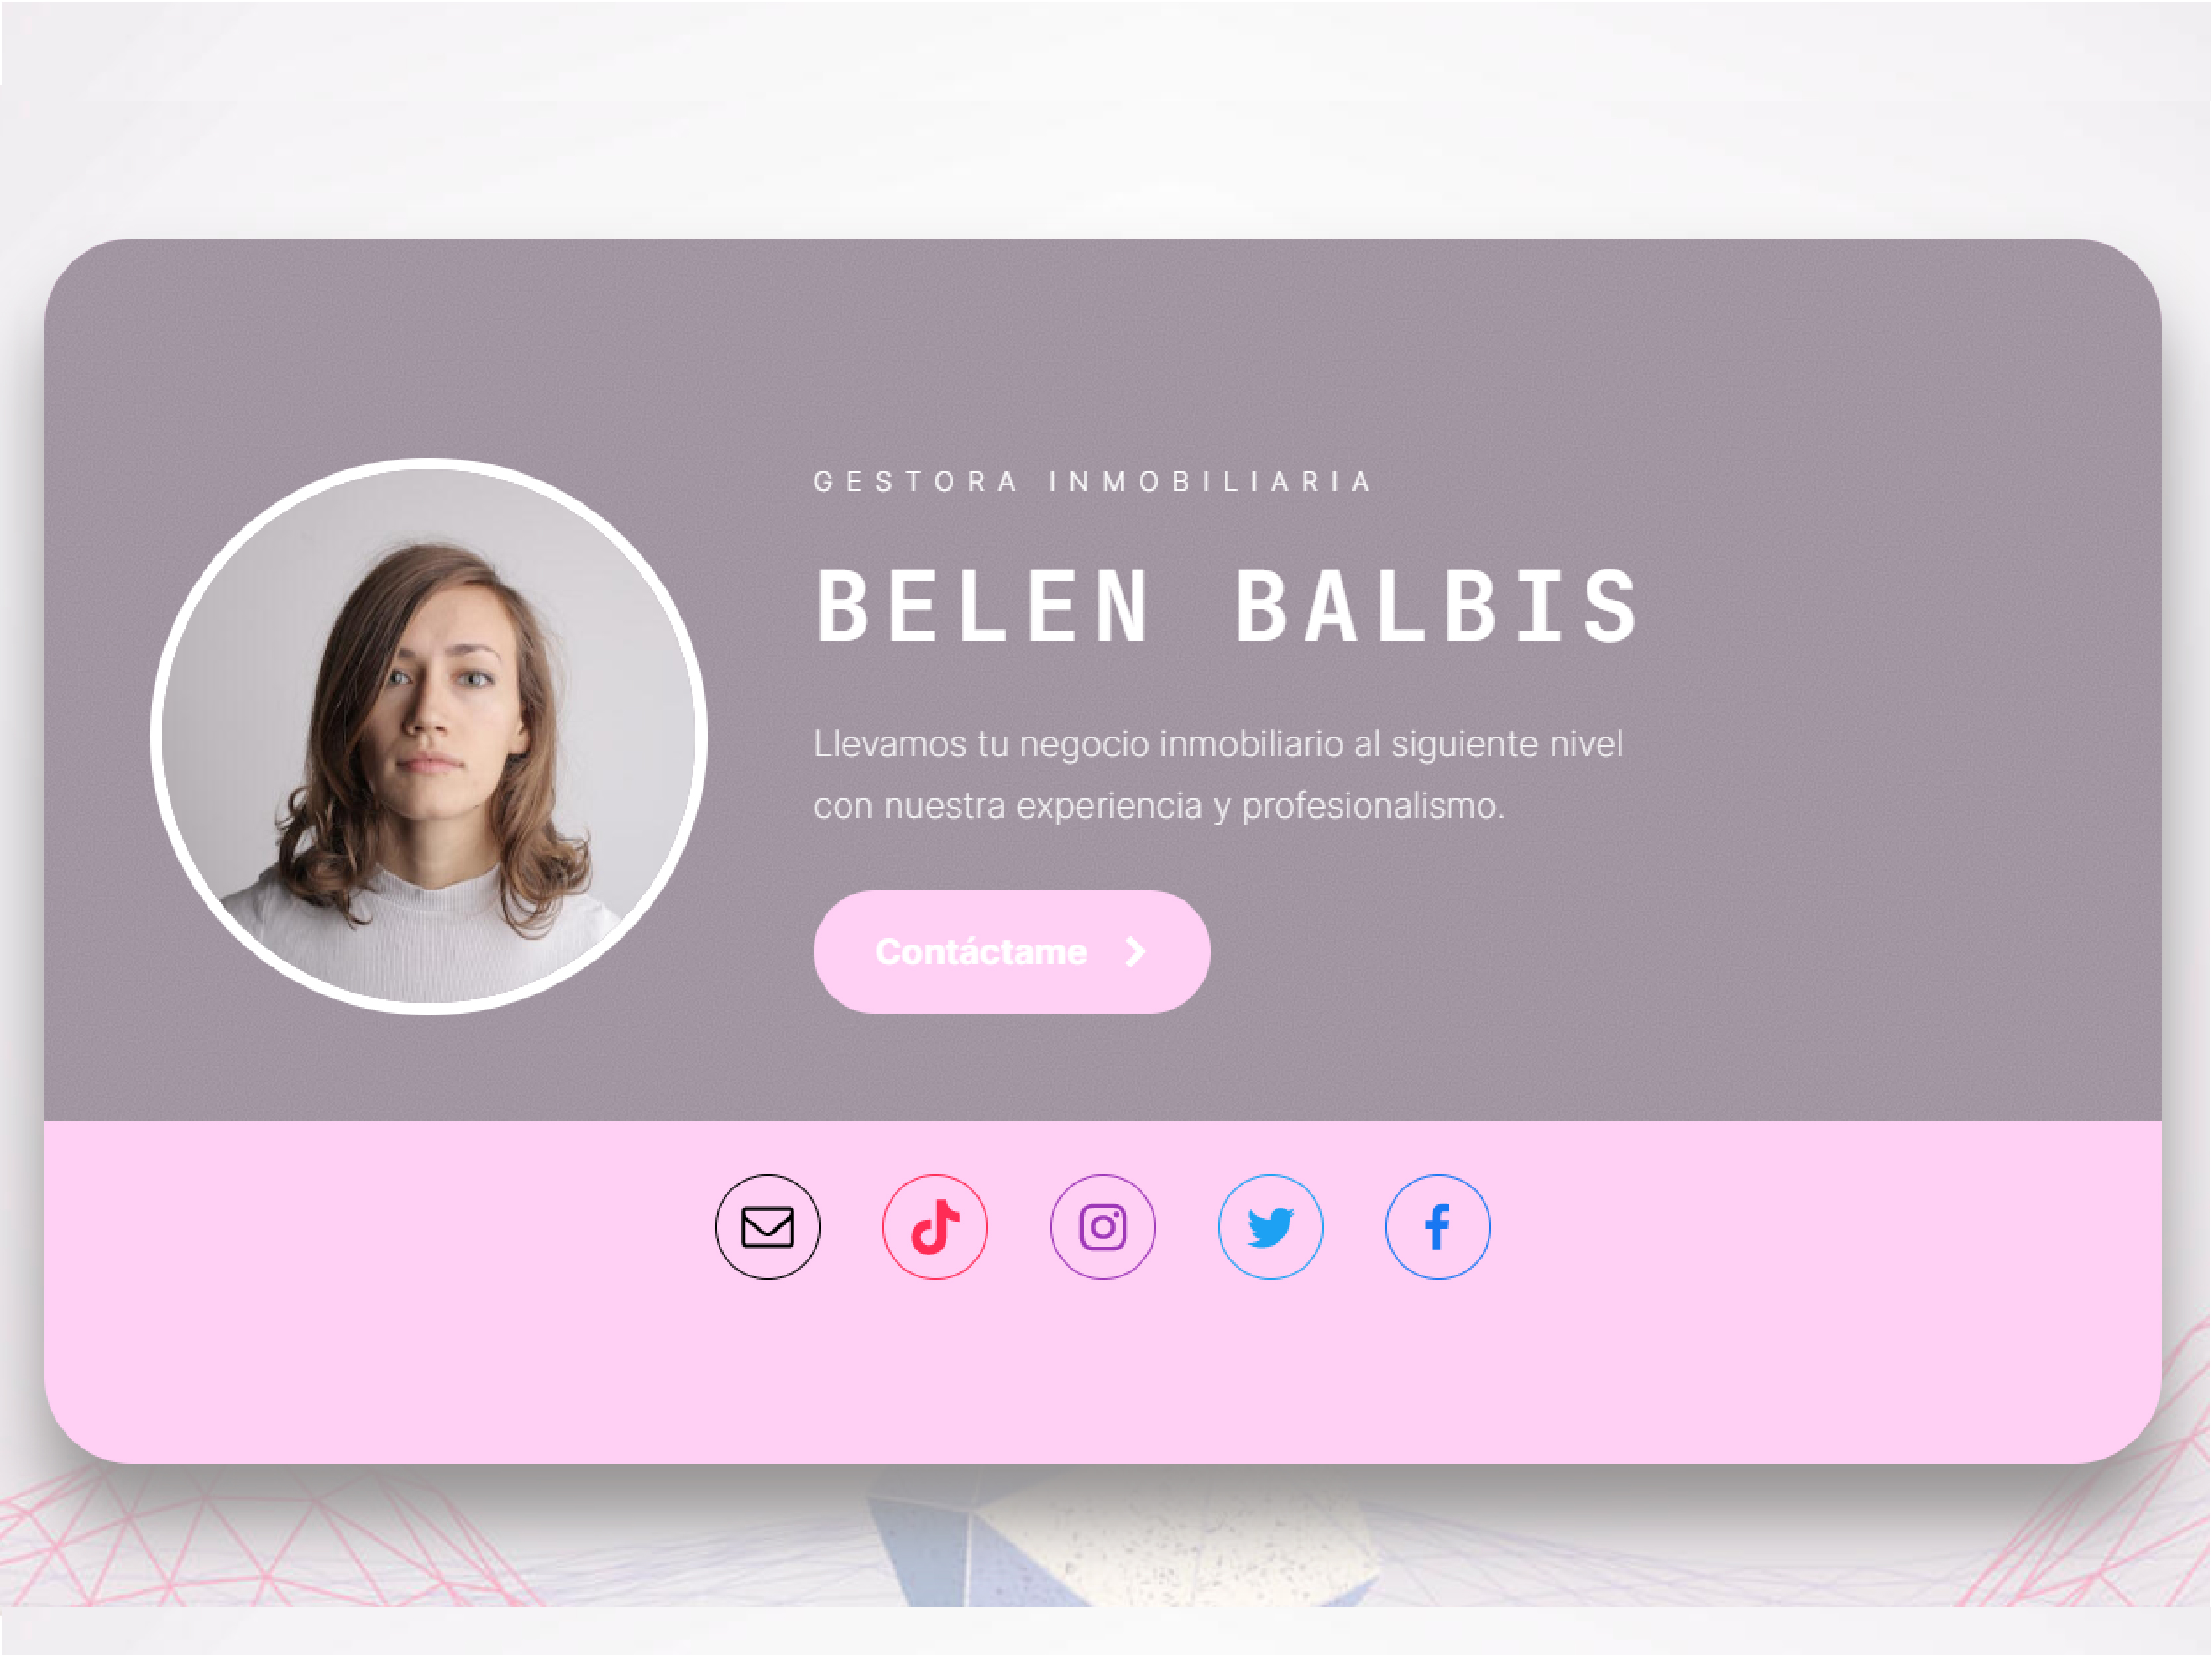 GESTORA INMOBILIARIA
BELEN BALBIS
Llevamos tu negocio inmobiliario al siguiente nivel
con nuestra experiencia y profesionalismo.
Contáctame